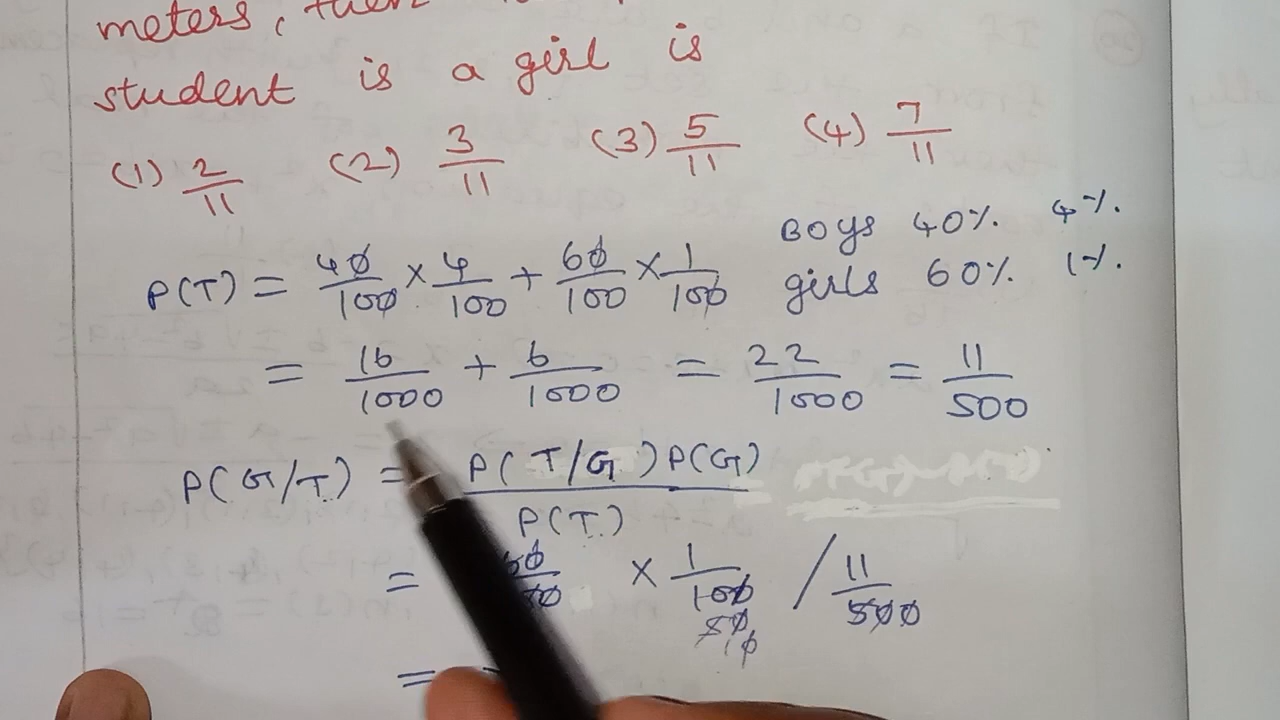 meters, then
student is a girl is
(1) 2/11 (2) 3/11 (3) 5/11 (4) 7/11
Boys 40% 4%
girls 60% 1%
P(T) = 40/100 × 4/100 + 60/100 × 1/100
= 16/1000 + 6/1000 = 22/1000 = 11/500
P(G/T) = P(T/G)P(G) / P(T)
= × 1/100 / 11/500
=